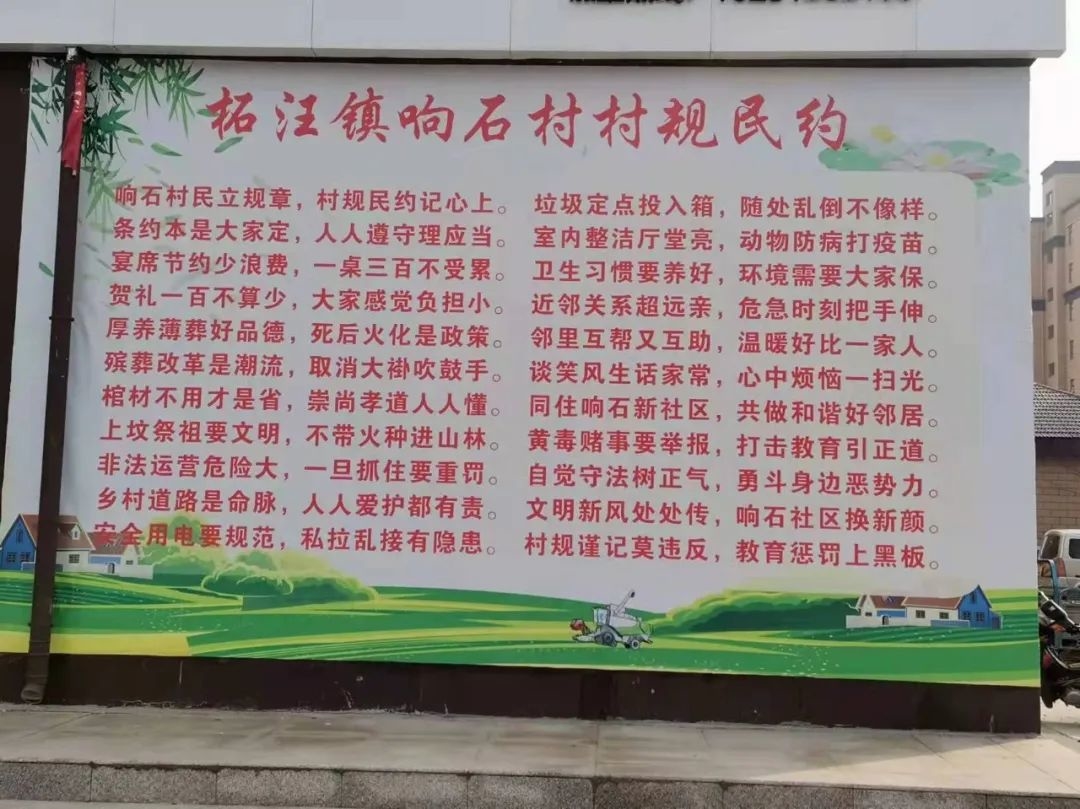 柘汪镇响石村村规民约
响石村民立规章，村规民约记心上。
条约本是大家定，人人遵守理应当。
宴席节约少浪费，一桌三百不受累。
贺礼一百不算少，大家感觉负担小。
厚养薄葬好品德，死后火化是政策。
殡葬改革是潮流，取消大褂吹鼓手。
棺材不用才是省，崇尚孝道人人懂。
上坟祭祖要文明，不带火种进山林。
非法运营危险大，一旦抓住要重罚。
乡村道路是命脉，人人爱护都有责。
安全用电要规范，私拉乱接有隐患。
垃圾定点投入箱，随处乱倒不像样。
室内整洁厅堂亮，动物防病打疫苗。
卫生习惯要养好，环境需要大家保。
近邻关系超远亲，危急时刻把手伸。
邻里互帮又互助，温暖好比一家人。
谈笑风生话家常，心中烦恼一扫光。
同住响石新社区，共做和谐好邻居。
黄毒赌事要举报，打击教育引正道。
自觉守法树正气，勇斗身边恶势力。
文明新风处处传，响石社区换新颜。
村规谨记莫违反，教育惩罚上黑板。